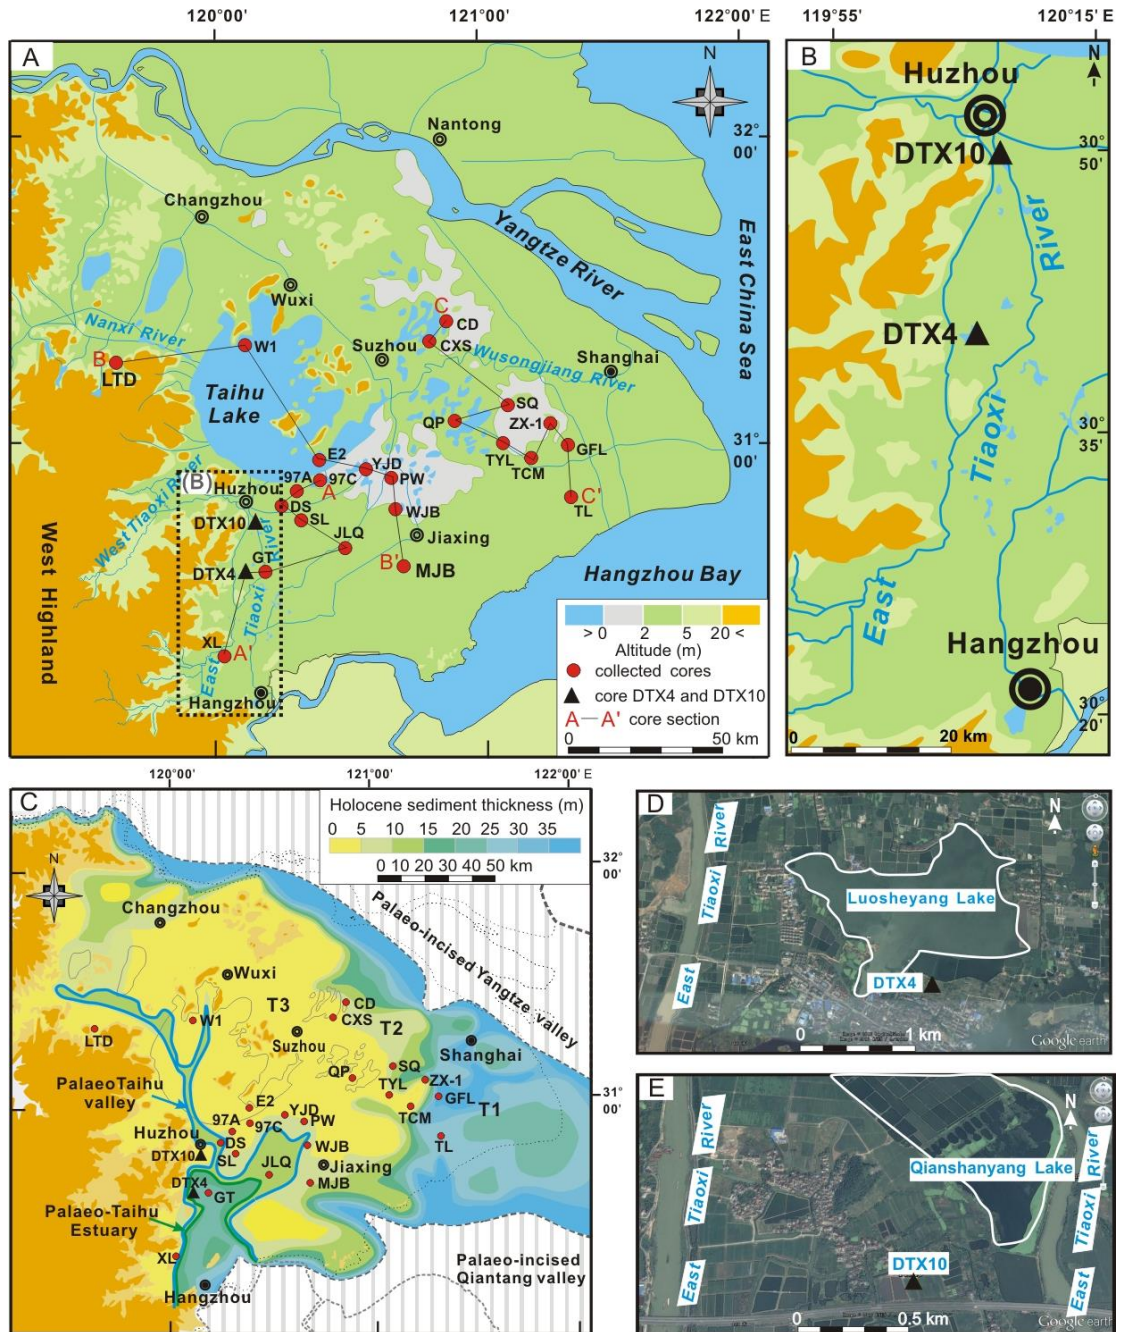 120°00'
121°00'
122°00' E
A
N
32°
00'
Nantong
Changzhou
Yangtze River
East China Sea
Wuxi
Nanxi River
C
CD
CXS
B
LTD
W1
Suzhou
Wusongjiang River
Shanghai
Taihu
Lake
SQ
QP
ZX-1
31°
00'
GFL
TYL
TCM
E2
YJD
97A
97C
PW
A
(B)
Huzhou
DS
C'
TL
West Tiaoxi River
DTX10
SL
WJB
JLQ
Jiaxing
GT
DTX4
B'
MJB
Hangzhou Bay
West Highland
XL
A'
East Tiaoxi River
Hangzhou
> 0 2 5 20 <
Altitude (m)
collected cores
core DTX4 and DTX10
A — A' core section
0 50 km
119°55'
120°15' E
B
N
Huzhou
DTX10
30°
50'
DTX4
30°
35'
East Tiaoxi River
Hangzhou
30°
20'
0 20 km
120°00'
121°00'
122°00' E
C
N
Holocene sediment thickness (m)
0 5 10 15 20 25 30 35
0 10 20 30 40 50 km
32°
00'
Changzhou
Palaeo-incised Yangtze valley
Wuxi
T3
CD
CXS
T2
W1
LTD
Suzhou
Shanghai
SQ
QP
TYL
ZX-1
GFL
T1
31°
00'
PalaeoTaihu
valley
TCM
E2
YJD
97A
97C
PW
Huzhou
DS
TL
DTX10
SL
WJB
JLQ
Jiaxing
DTX4
GT
MJB
Palaeo-Taihu
Estuary
XL
Palaeo-incised
Qiantang valley
Hangzhou
D
N
River
Tiaoxi
East
Luosheyang Lake
DTX4
0 1 km
Google earth
E
N
River
Tiaoxi
East
Qianshanyang Lake
River
Tiaoxi
East
DTX10
0 0.5 km
Google earth